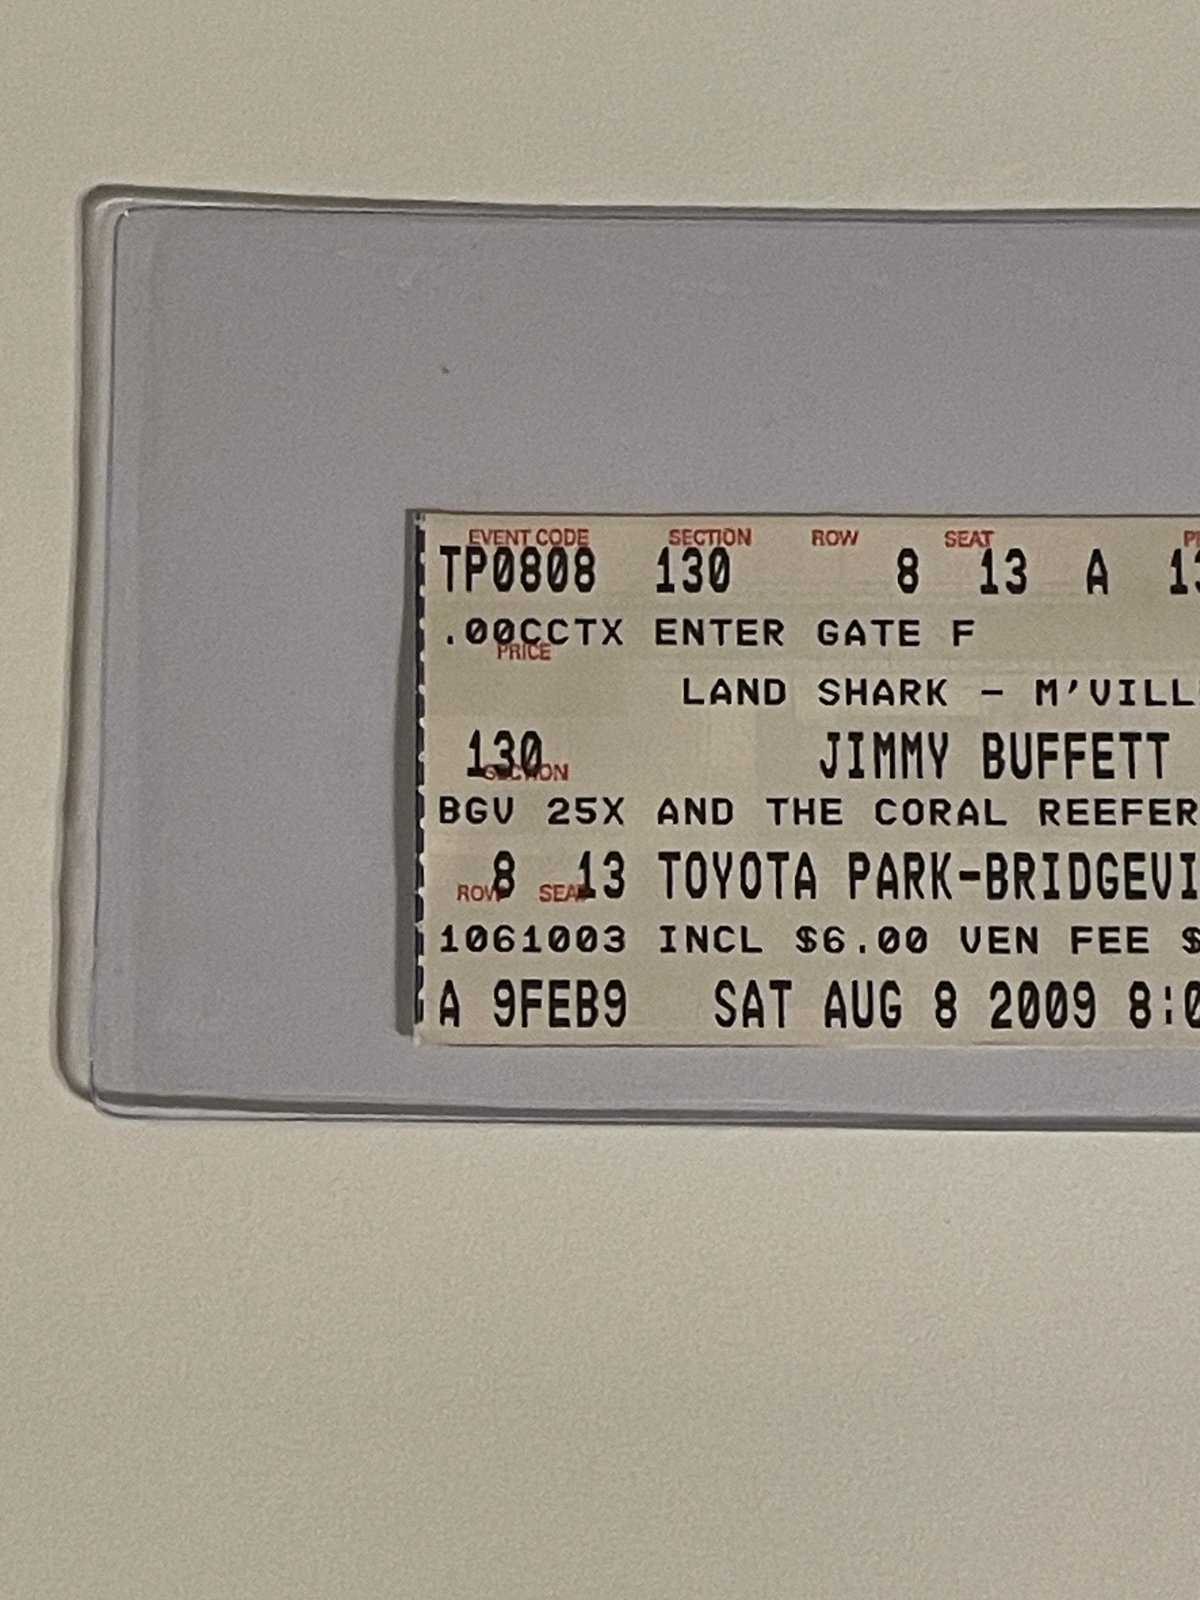 EVENT CODE SECTION ROW SEAT
TP0808 130 8 13 A
.00CCTX ENTER GATE F
PRICE
LAND SHARK - M'VILL
130 JIMMY BUFFETT
SECTION
BGV 25X AND THE CORAL REEFER
8 13 TOYOTA PARK-BRIDGEVI
ROW SEAT
1061003 INCL $6.00 VEN FEE $
A 9FEB9 SAT AUG 8 2009 8:0